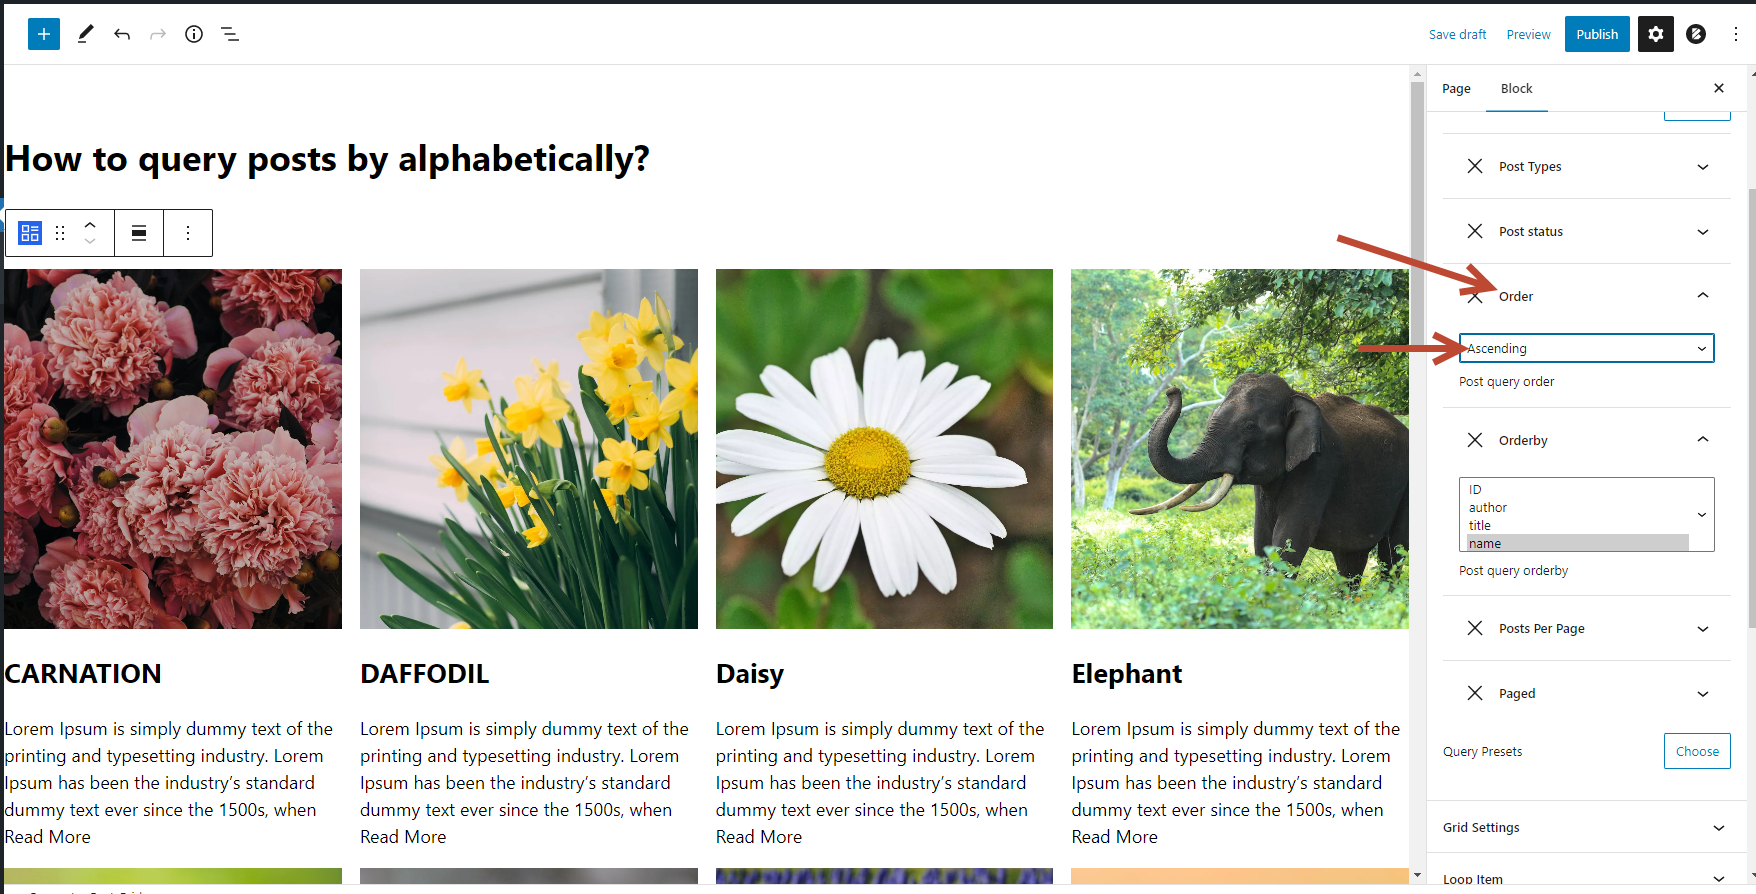 Save draft
Preview
Publish
Page
Block
How to query posts by alphabetically?
Post Types
Post status
Order
Ascending
Post query order
Orderby
ID
author
title
name
Post query orderby
Posts Per Page
Paged
Query Presets
Choose
Grid Settings
Loop Item
CARNATION
Lorem Ipsum is simply dummy text of the
printing and typesetting industry. Lorem
Ipsum has been the industry’s standard
dummy text ever since the 1500s, when
Read More
DAFFODIL
Lorem Ipsum is simply dummy text of the
printing and typesetting industry. Lorem
Ipsum has been the industry’s standard
dummy text ever since the 1500s, when
Read More
Daisy
Lorem Ipsum is simply dummy text of the
printing and typesetting industry. Lorem
Ipsum has been the industry’s standard
dummy text ever since the 1500s, when
Read More
Elephant
Lorem Ipsum is simply dummy text of the
printing and typesetting industry. Lorem
Ipsum has been the industry’s standard
dummy text ever since the 1500s, when
Read More